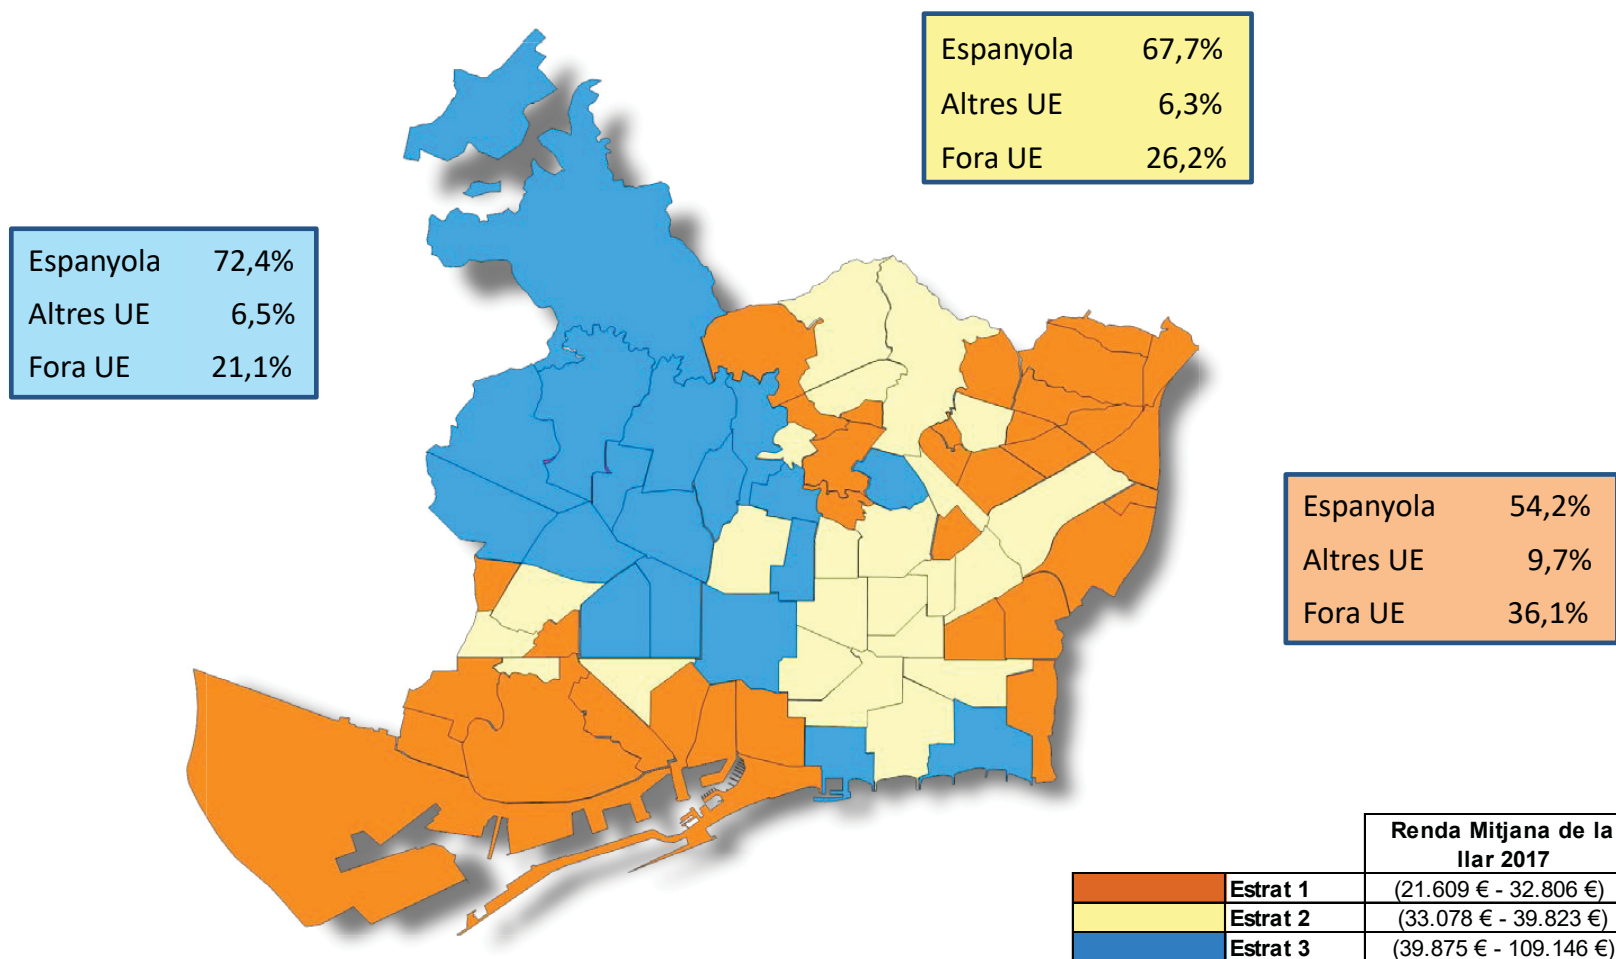 Espanyola 67,7%
Altres UE 6,3%
Fora UE 26,2%
Espanyola 72,4%
Altres UE 6,5%
Fora UE 21,1%
Espanyola 54,2%
Altres UE 9,7%
Fora UE 36,1%
Renda Mitjana de la
llar 2017
Estrat 1 (21.609 € - 32.806 €)
Estrat 2 (33.078 € - 39.823 €)
Estrat 3 (39.875 € - 109.146 €)